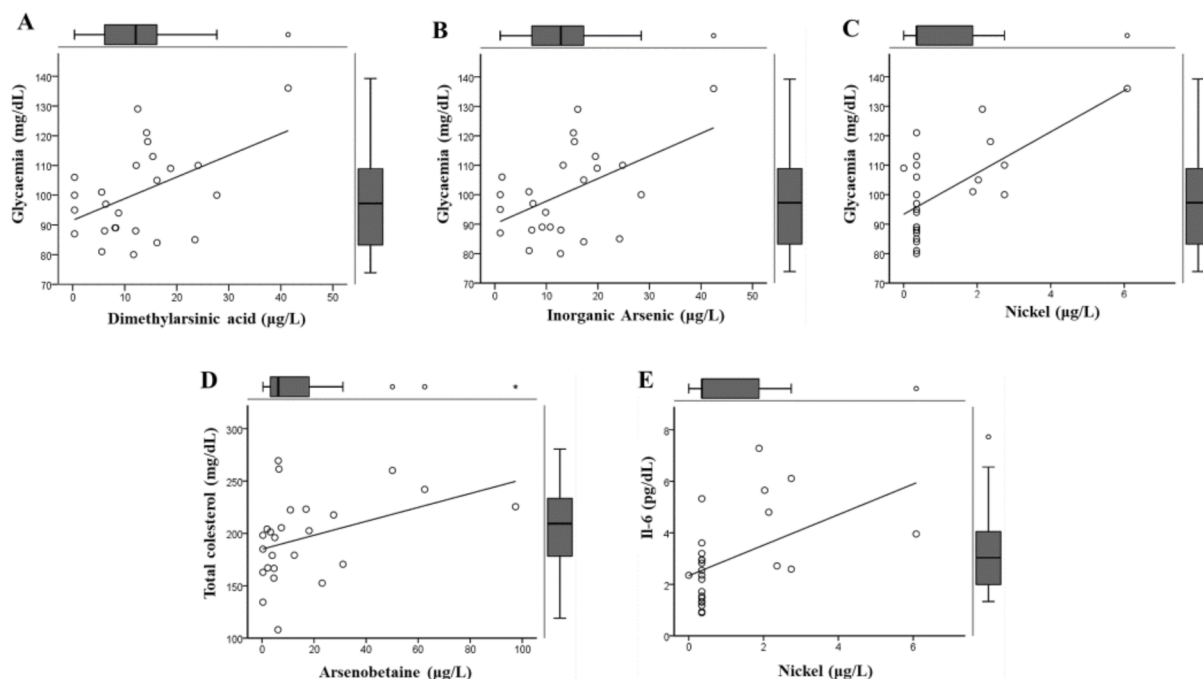 A
Glycaemia (mg/dL)
140
130
120
110
100
90
80
70
0 10 20 30 40 50
Dimethylarsinic acid (µg/L)
B
Glycaemia (mg/dL)
140
130
120
110
100
90
80
70
0 10 20 30 40 50
Inorganic Arsenic (µg/L)
C
Glycaemia (mg/dL)
140
130
120
110
100
90
80
70
0 2 4 6
Nickel (µg/L)
D
Total colesterol (mg/dL)
300
250
200
150
100
0 20 40 60 80 100
Arsenobetaine (µg/L)
E
Il-6 (pg/dL)
8
6
4
2
0
0 2 4 6
Nickel (µg/L)